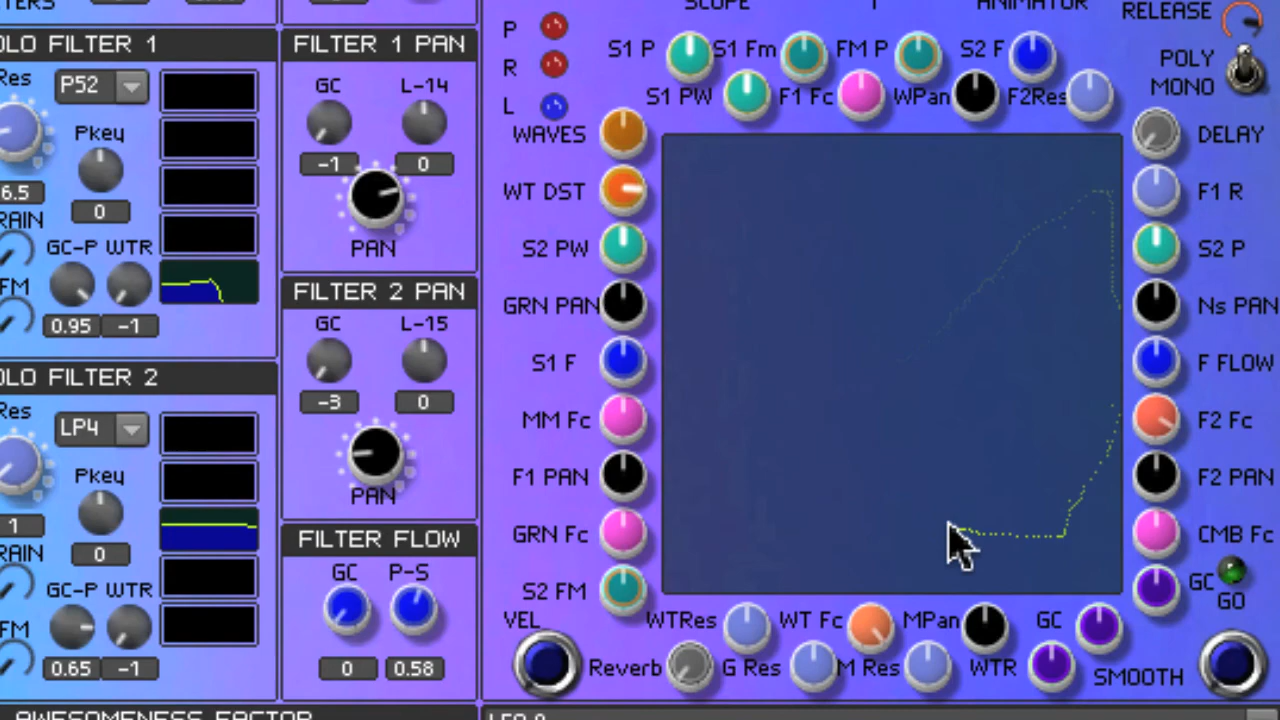 SCOPE
ANIMATOR
RELEASE
OLO FILTER 1
FILTER 1 PAN
P
S1 P
S1 Fm
FM P
S2 F
POLY
MONO
R
Res
P52
GC
L-14
S1 PW
F1 Fc
WPan
F2Res
L
WAVES
DELAY
Pkey
-1
0
6.5
0
WT DST
F1 R
RAIN
GC-P WTR
PAN
S2 PW
S2 P
FM
FILTER 2 PAN
GRN PAN
Ns PAN
0.95
-1
GC
L-15
S1 F
F FLOW
OLO FILTER 2
-3
0
MM Fc
F2 Fc
Res
LP4
Pkey
F1 PAN
F2 PAN
PAN
1
0
FILTER FLOW
GRN Fc
CMB Fc
RAIN
GC-P WTR
GC
P-S
S2 FM
GC
GO
FM
VEL
WTRes
WT Fc
MPan
GC
0.65
-1
0
0.58
Reverb
G Res
M Res
WTR
SMOOTH
AWESOMENESS FACTOR